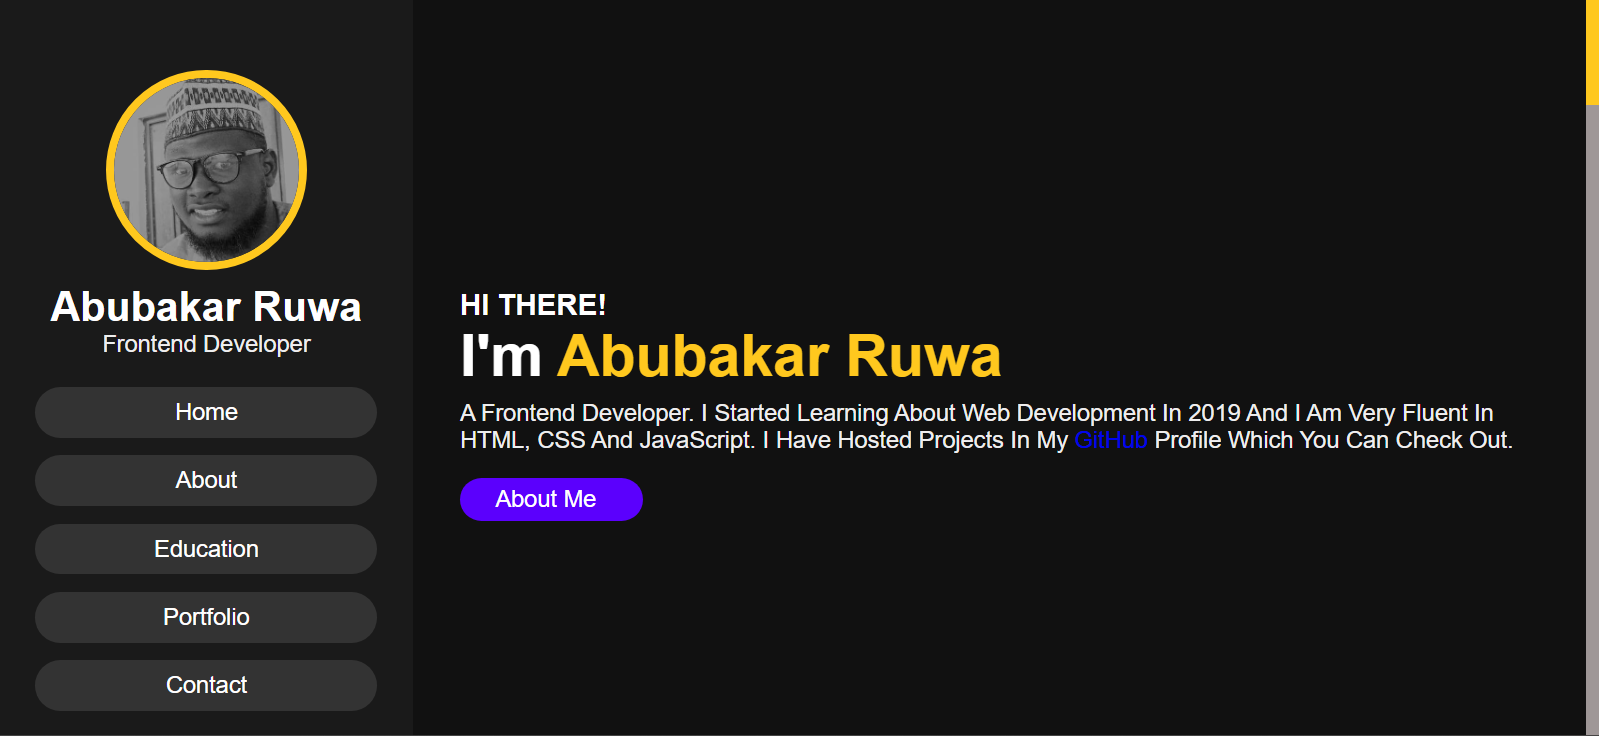 Abubakar Ruwa
Frontend Developer
Home
About
Education
Portfolio
Contact
HI THERE!
I'm Abubakar Ruwa
A Frontend Developer. I Started Learning About Web Development In 2019 And I Am Very Fluent In
HTML, CSS And JavaScript. I Have Hosted Projects In My GitHub Profile Which You Can Check Out.
About Me